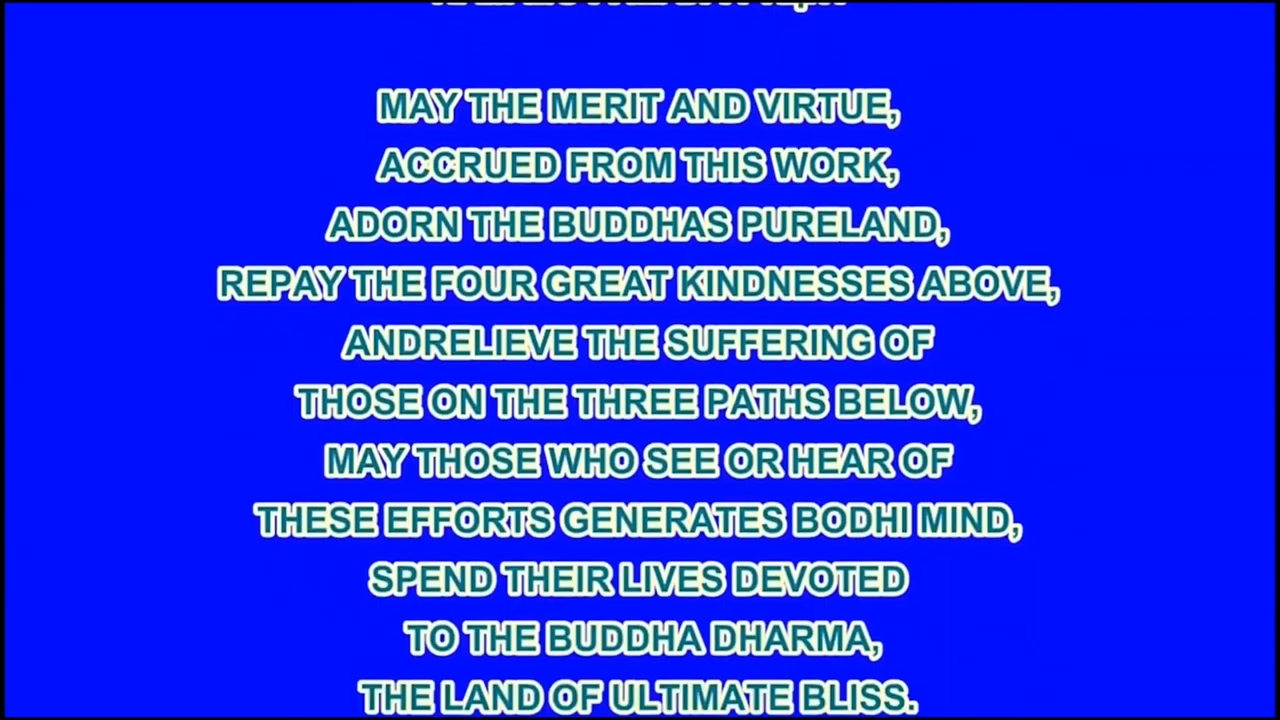 MAY THE MERIT AND VIRTUE,
ACCRUED FROM THIS WORK,
ADORN THE BUDDHAS PURELAND,
REPAY THE FOUR GREAT KINDNESSES ABOVE,
ANDRELIEVE THE SUFFERING OF
THOSE ON THE THREE PATHS BELOW,
MAY THOSE WHO SEE OR HEAR OF
THESE EFFORTS GENERATES BODHI MIND,
SPEND THEIR LIVES DEVOTED
TO THE BUDDHA DHARMA,
THE LAND OF ULTIMATE BLISS.